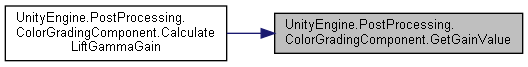 UnityEngine.PostProcessing.
ColorGradingComponent.Calculate
LiftGammaGain
UnityEngine.PostProcessing.
ColorGradingComponent.GetGainValue